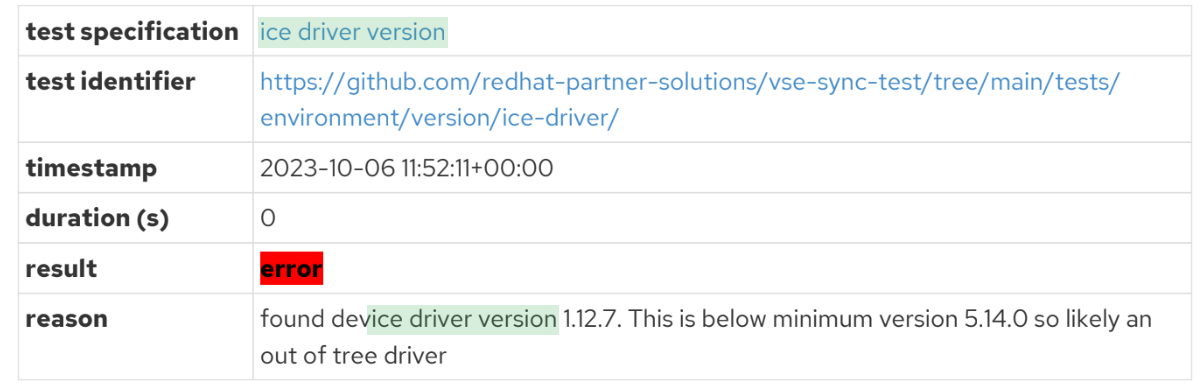 test specification ice driver version
test identifier https://github.com/redhat-partner-solutions/vse-sync-test/tree/main/tests/
environment/version/ice-driver/
timestamp 2023-10-06 11:52:11+00:00
duration (s) 0
result error
reason found device driver version 1.12.7. This is below minimum version 5.14.0 so likely an
out of tree driver